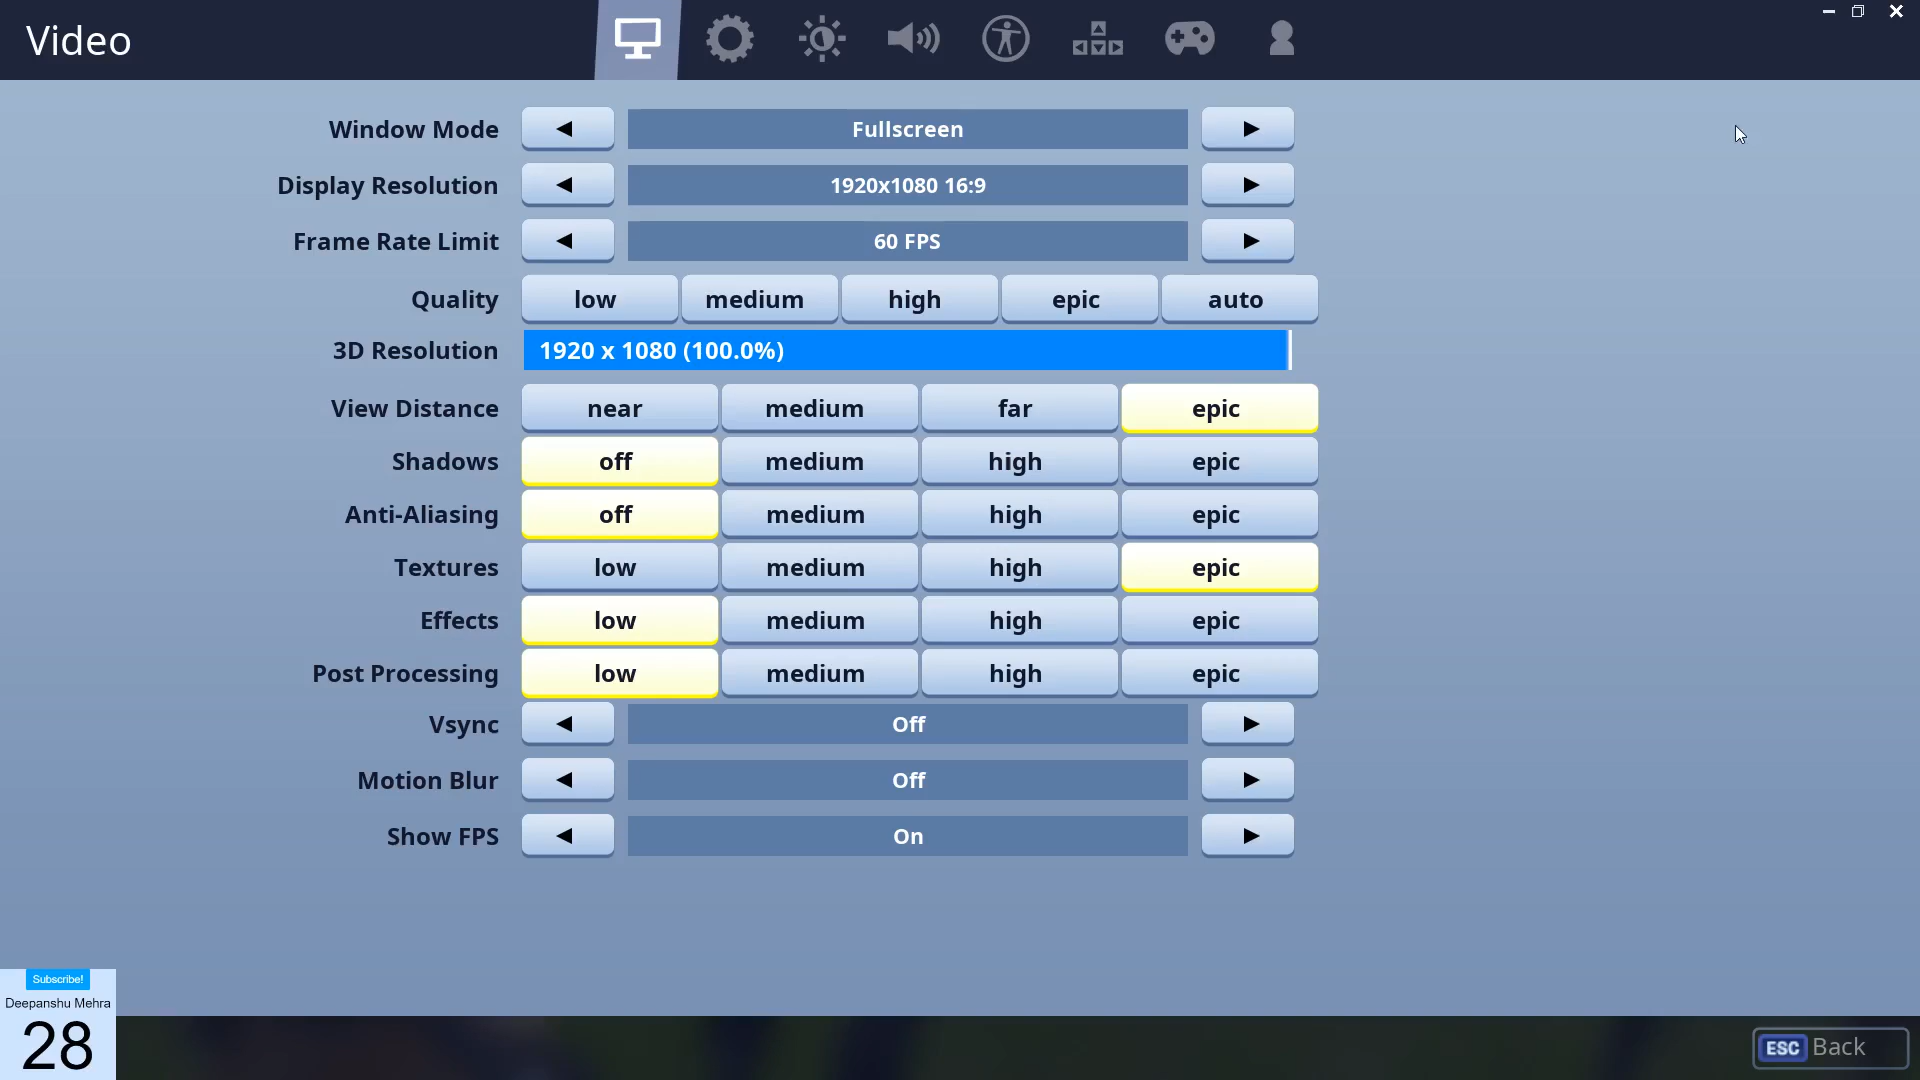 Video
Window Mode Fullscreen
Display Resolution 1920x1080 16:9
Frame Rate Limit 60 FPS
Quality low medium high epic auto
3D Resolution 1920 x 1080 (100.0%)
View Distance near medium far epic
Shadows off medium high epic
Anti-Aliasing off medium high epic
Textures low medium high epic
Effects low medium high epic
Post Processing low medium high epic
Vsync Off
Motion Blur Off
Show FPS On
Subscribe!
Deepanshu Mehra
28
ESC Back